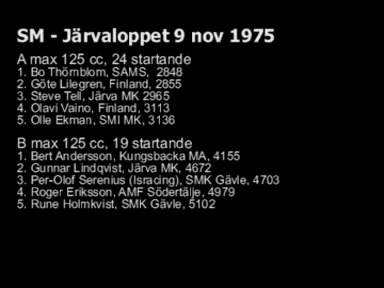 SM - Järvaloppet 9 nov 1975
A max 125 cc, 24 startande
1. Bo Thörnblom, SAMS, 2848
2. Göte Lilegren, Finland, 2855
3. Steve Tell, Järva MK 2965
4. Olavi Vaino, Finland, 3113
5. Olle Ekman, SMI MK, 3136
B max 125 cc, 19 startande
1. Bert Andersson, Kungsbacka MA, 4155
2. Gunnar Lindqvist, Järva MK, 4672
3. Per-Olof Serenius (Isracing), SMK Gävle, 4703
4. Roger Eriksson, AMF Södertälje, 4979
5. Rune Holmkvist, SMK Gävle, 5102